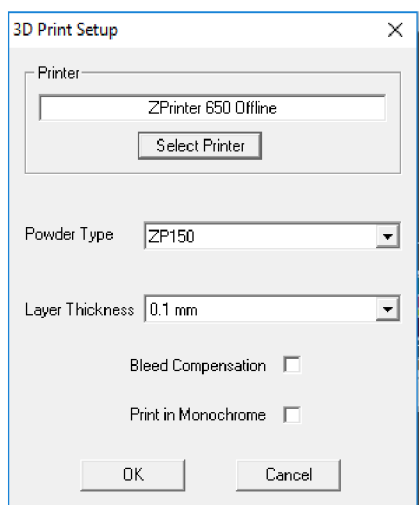 3D Print Setup
Printer
ZPrinter 650 Offline
Select Printer
Powder Type ZP150
Layer Thickness 0.1 mm
Bleed Compensation
Print in Monochrome
OK Cancel